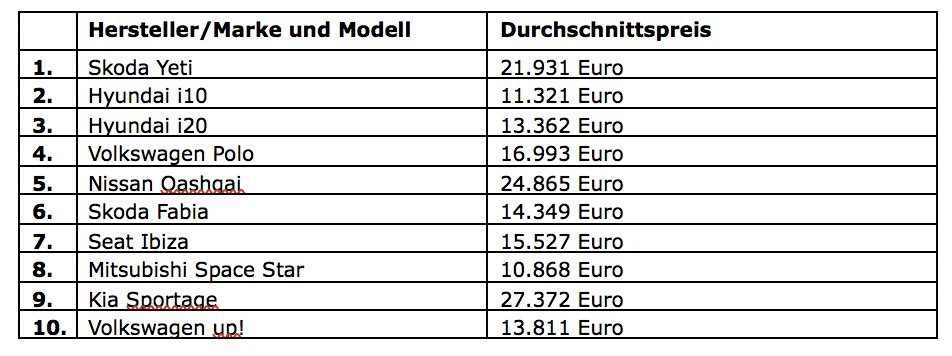 Hersteller/Marke und Modell Durchschnittspreis
1. Skoda Yeti 21.931 Euro
2. Hyundai i10 11.321 Euro
3. Hyundai i20 13.362 Euro
4. Volkswagen Polo 16.993 Euro
5. Nissan Qashqai 24.865 Euro
6. Skoda Fabia 14.349 Euro
7. Seat Ibiza 15.527 Euro
8. Mitsubishi Space Star 10.868 Euro
9. Kia Sportage 27.372 Euro
10. Volkswagen up! 13.811 Euro